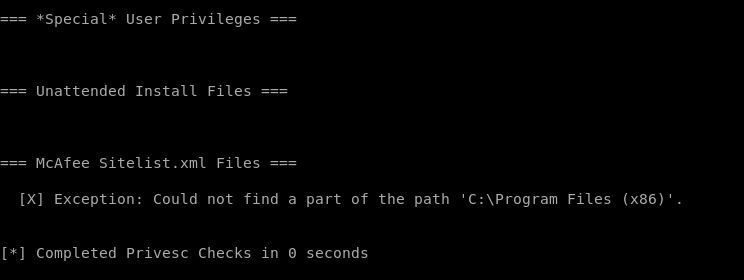 === *Special* User Privileges ===
=== Unattended Install Files ===
=== McAfee Sitelist.xml Files ===
[X] Exception: Could not find a part of the path 'C:\Program Files (x86)'.
[*] Completed Privesc Checks in 0 seconds